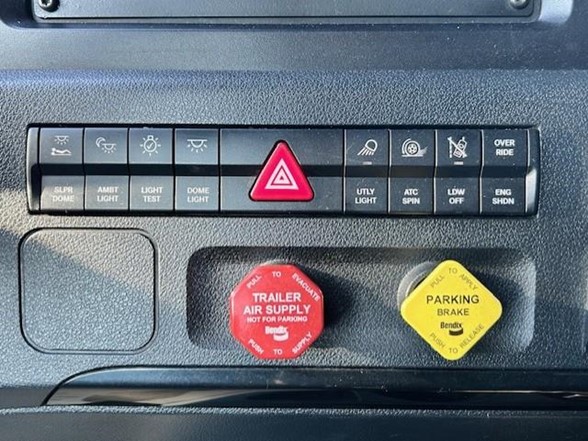 OVER
RIDE
SLPR
DOME
AMBT
LIGHT
LIGHT
TEST
DOME
LIGHT
UTLY
LIGHT
ATC
SPIN
LDW
OFF
ENG
SHDN
PULL TO EVACUATE
TRAILER
AIR SUPPLY
NOT FOR PARKING
Bendix
PUSH TO SUPPLY
PULL TO APPLY
PARKING
BRAKE
Bendix
PUSH TO RELEASE